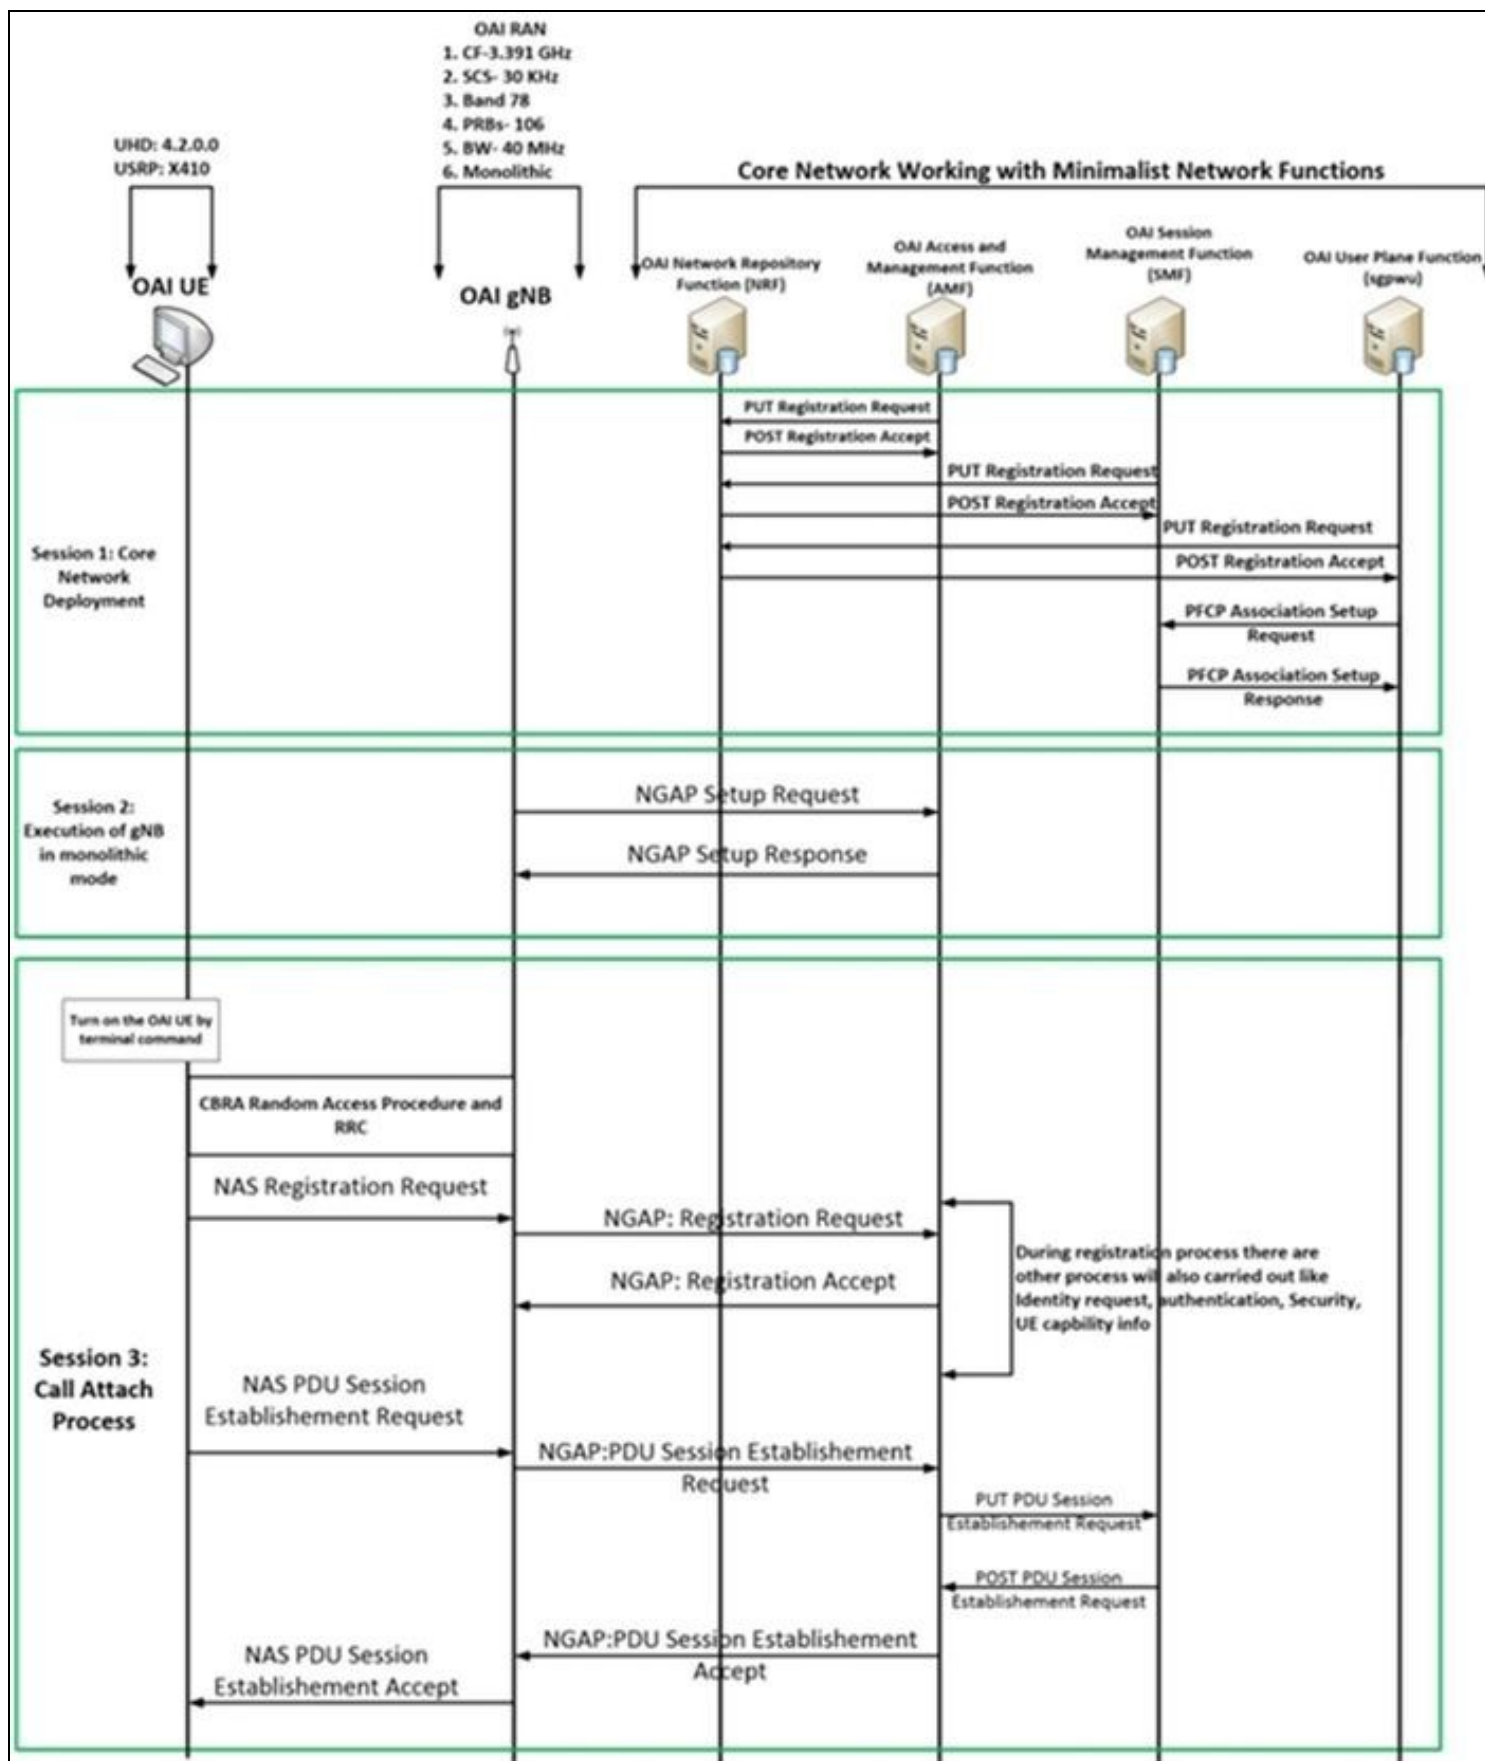 OAI RAN
1. CF-3.391 GHz
2. SCS- 30 KHz
3. Band 78
4. PRBs- 106
5. BW- 40 MHz
6. Monolithic
UHD: 4.2.0.0
USRP: X410
Core Network Working with Minimalist Network Functions
OAI UE
OAI gNB
OAI Network Repository
Function (NRF)
OAI Access and
Management Function
(AMF)
OAI Session
Management Function
(SMF)
OAI User Plane Function
(sgpwu)
Session 1: Core
Network
Deployment
PUT Registration Request
POST Registration Accept
PUT Registration Request
POST Registration Accept
PUT Registration Request
POST Registration Accept
PFCP Association Setup
Request
PFCP Association Setup
Response
Session 2:
Execution of gNB
in monolithic
mode
NGAP Setup Request
NGAP Setup Response
Session 3:
Call Attach
Process
Turn on the OAI UE by
terminal command
CBRA Random Access Procedure and
RRC
NAS Registration Request
NGAP: Registration Request
NGAP: Registration Accept
During registration process there are
other process will also carried out like
Identity request, authentication, Security,
UE capbility info
NAS PDU Session
Establishement Request
NGAP:PDU Session Establishement
Request
PUT PDU Session
Establishement Request
POST PDU Session
Establishement Request
NGAP:PDU Session Establishement
Accept
NAS PDU Session
Establishement Accept